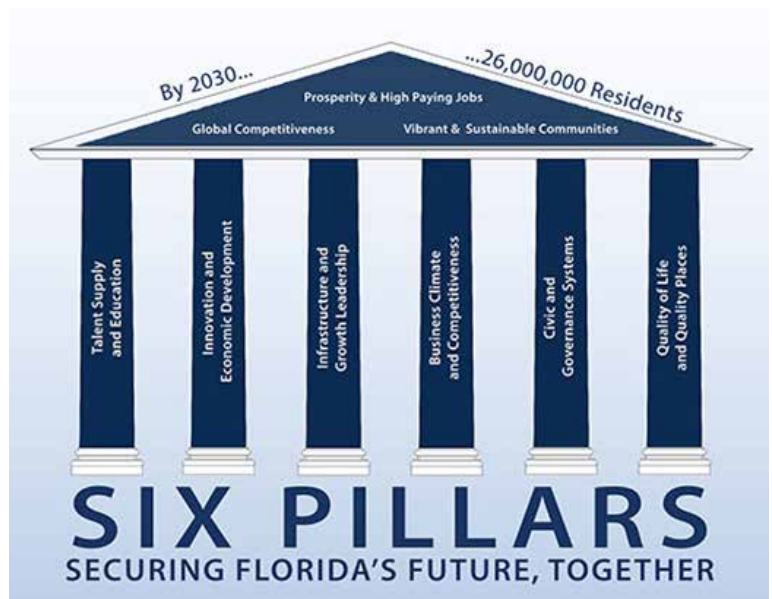 By 2030...
...26,000,000 Residents
Prosperity & High Paying Jobs
Global Competitiveness
Vibrant & Sustainable Communities
Talent Supply
and Education
Innovation and
Economic Development
Infrastructure and
Growth Leadership
Business Climate
and Competitiveness
Civic and
Governance Systems
Quality of Life
and Quality Places
SIX PILLARS
SECURING FLORIDA'S FUTURE, TOGETHER